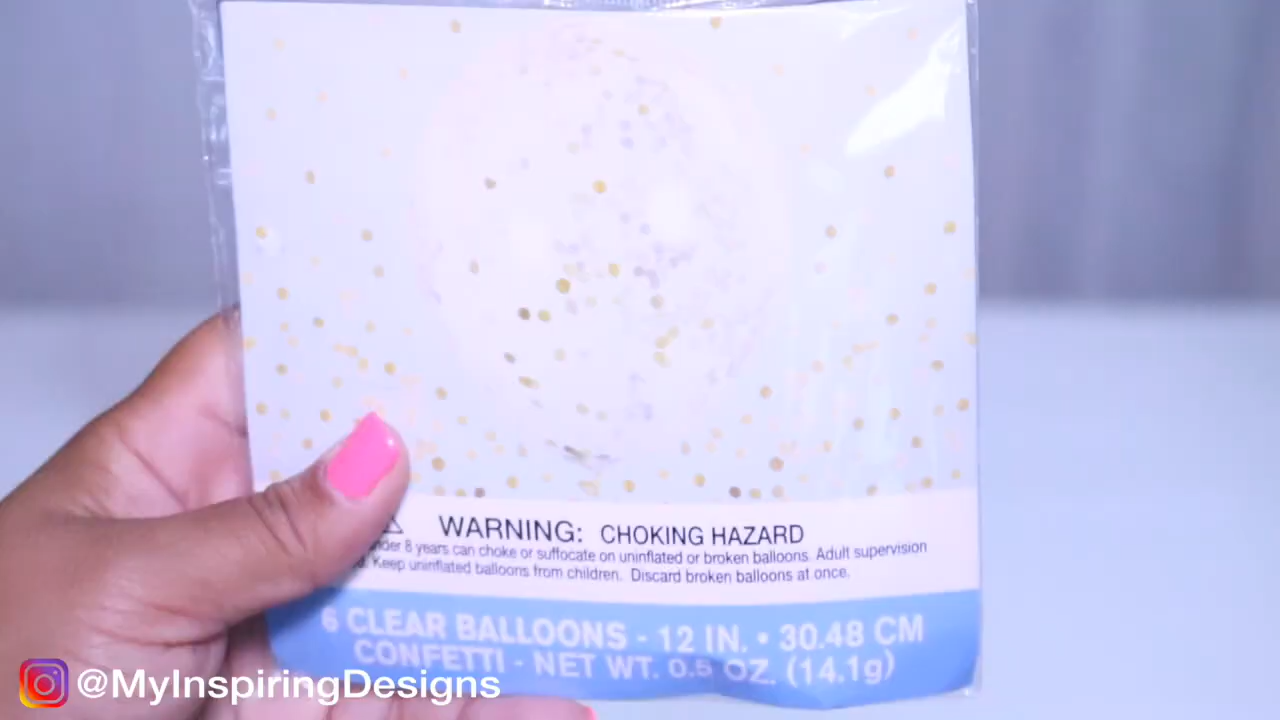 WARNING: CHOKING HAZARD
8 years can choke or suffocate on uninflated or broken balloons. Adult supervision
Keep uninflated balloons from children. Discard broken balloons at once.
6 CLEAR BALLOONS - 12 IN. • 30.48 CM
CONFETTI - NET WT. 0.5 OZ. (14.1g)
@MyInspiringDesigns